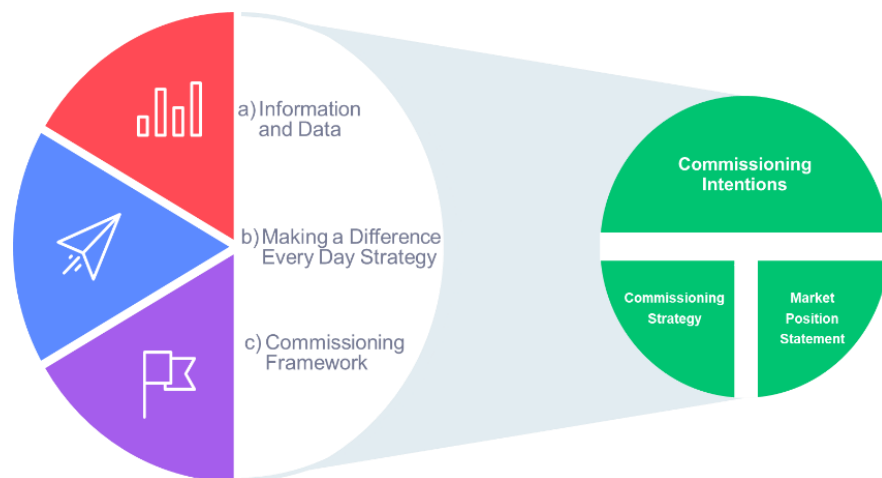 a) Information
and Data
b) Making a Difference
Every Day Strategy
c) Commissioning
Framework
Commissioning
Intentions
Commissioning
Strategy
Market
Position
Statement